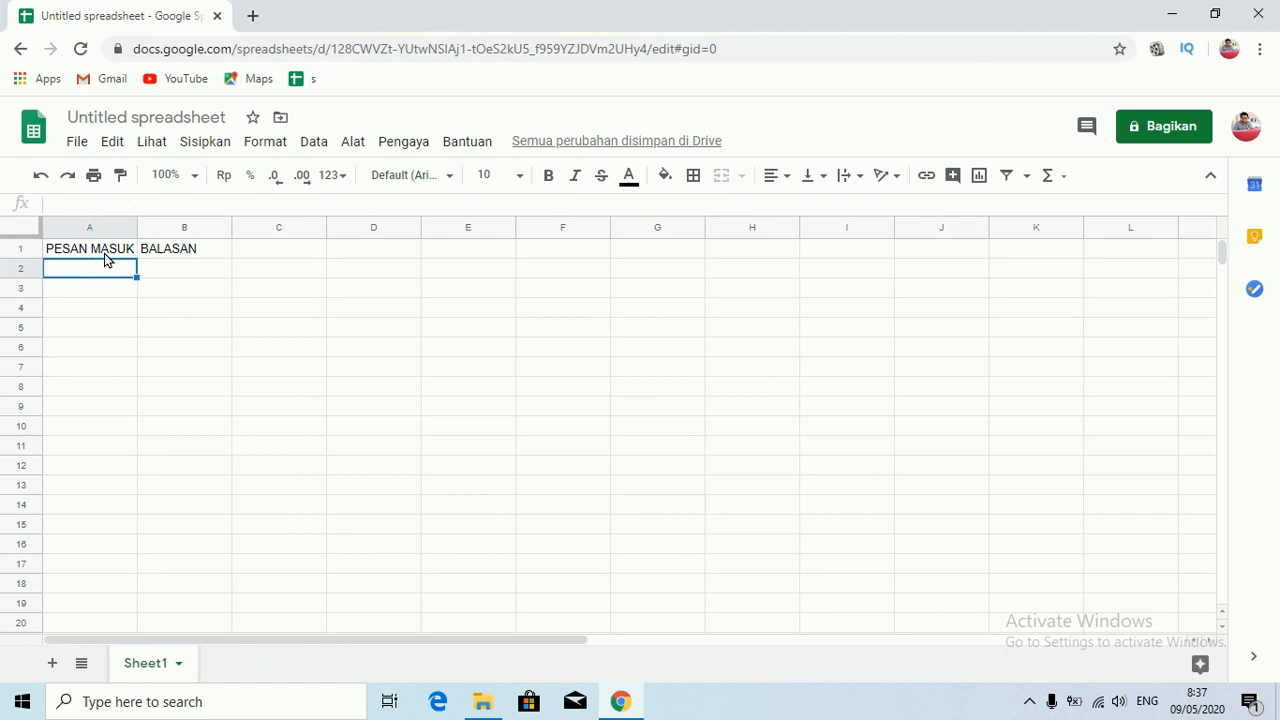 Untitled spreadsheet - Google Sp
docs.google.com/spreadsheets/d/128CWVZt-YUtwNSIAj1-tOeS2kU5_f959YZJDVm2UHy4/edit#gid=0
IQ
Apps Gmail YouTube Maps s
Untitled spreadsheet
File Edit Lihat Sisipkan Format Data Alat Pengaya Bantuan Semua perubahan disimpan di Drive
Bagikan
100% Rp % .0 .00 123 Default (Ari... 10 B I S A Σ
31
fx
A B C D E F G H I J K L
1 PESAN MASUK BALASAN
2
3
4
5
6
7
8
9
10
11
12
13
14
15
16
17
18
19
20
Activate Windows
Go to Settings to activate Windows.
+ Sheet1
Type here to search
ENG
8:37
09/05/2020
1